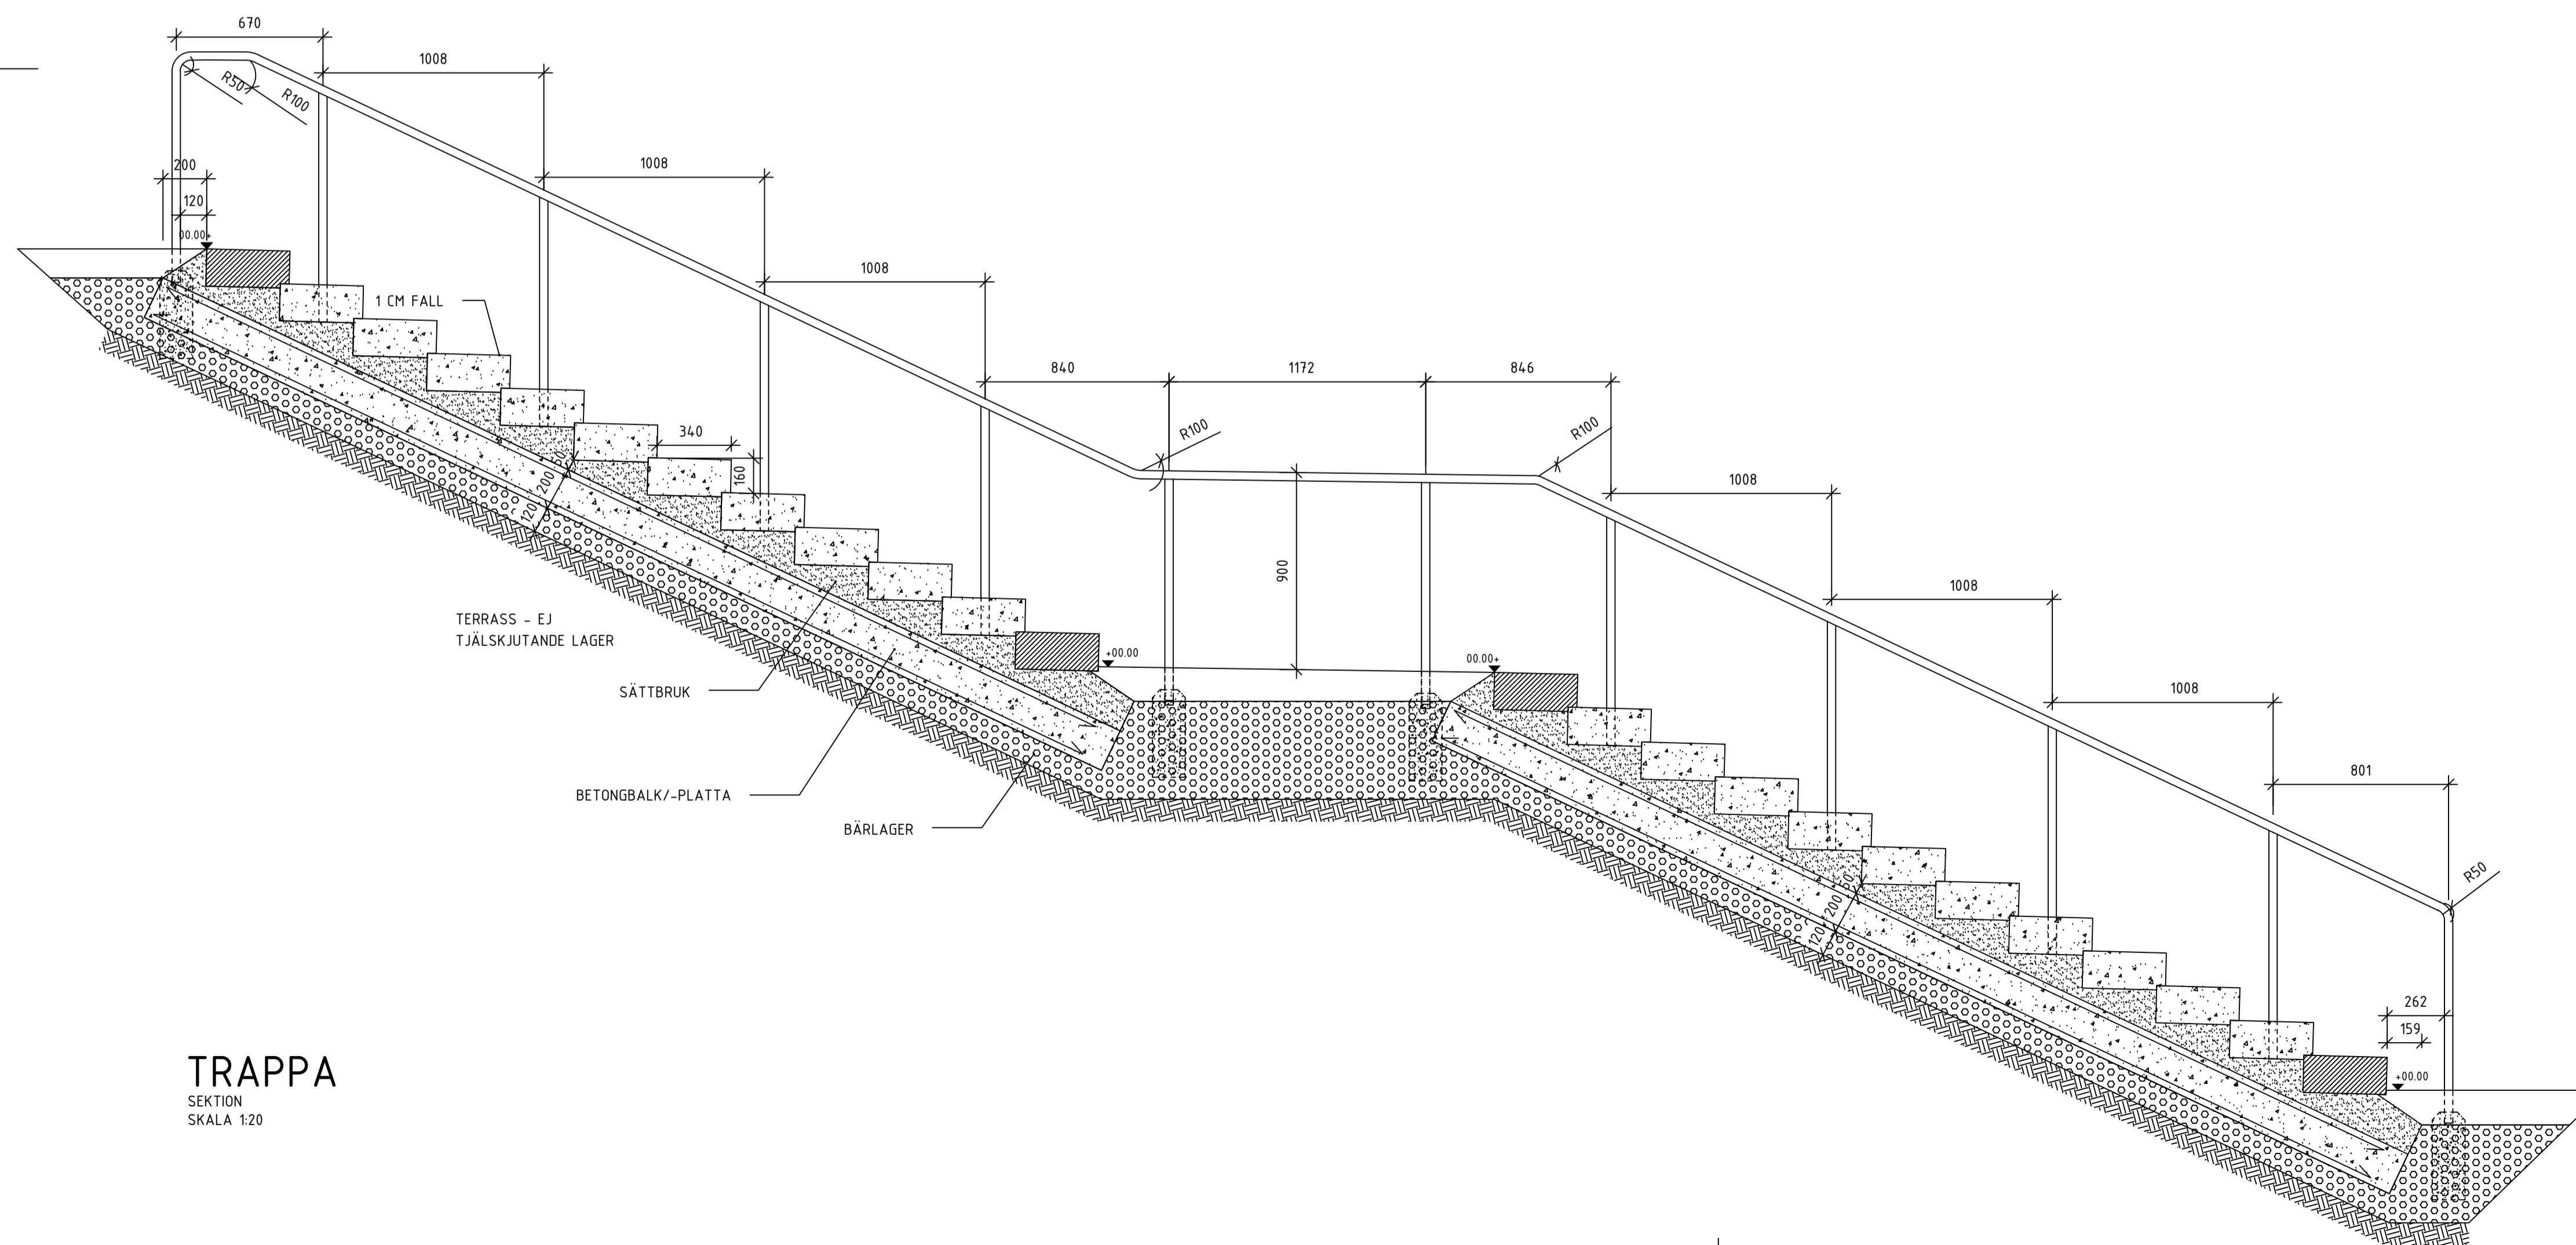 670
1008
R50
R100
1008
200
120
00.00+
1008
1 CM FALL
840
1172
846
R100
R100
340
160
200
120
1008
900
1008
TERRASS - EJ
TJÄLSKJUTANDE LAGER
+00.00
00.00+
SÄTTBRUK
1008
BETONGBALK/-PLATTA
801
BÄRLAGER
R50
200
120
262
159
+00.00
TRAPPA
SEKTION
SKALA 1:20